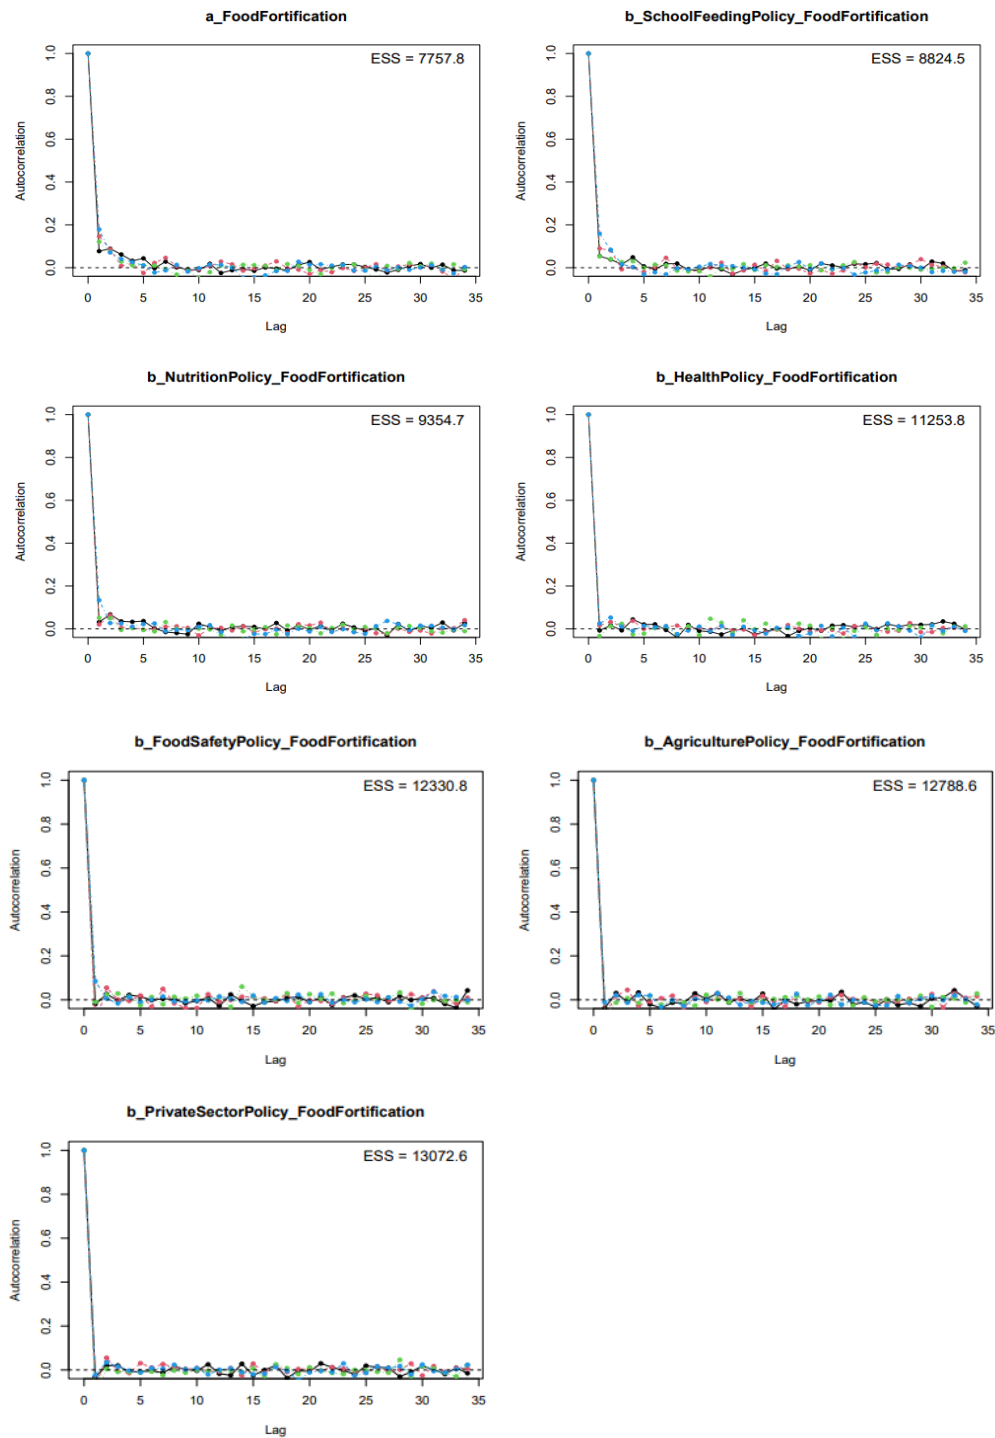 a_FoodFortification
ESS = 7757.8
Autocorrelation
0.0 0.2 0.4 0.6 0.8 1.0
0 5 10 15 20 25 30 35
Lag
b_SchoolFeedingPolicy_FoodFortification
ESS = 8824.5
Autocorrelation
0.0 0.2 0.4 0.6 0.8 1.0
0 5 10 15 20 25 30 35
Lag
b_NutritionPolicy_FoodFortification
ESS = 9354.7
Autocorrelation
0.0 0.2 0.4 0.6 0.8 1.0
0 5 10 15 20 25 30 35
Lag
b_HealthPolicy_FoodFortification
ESS = 11253.8
Autocorrelation
0.0 0.2 0.4 0.6 0.8 1.0
0 5 10 15 20 25 30 35
Lag
b_FoodSafetyPolicy_FoodFortification
ESS = 12330.8
Autocorrelation
0.0 0.2 0.4 0.6 0.8 1.0
0 5 10 15 20 25 30 35
Lag
b_AgriculturePolicy_FoodFortification
ESS = 12788.6
Autocorrelation
0.0 0.2 0.4 0.6 0.8 1.0
0 5 10 15 20 25 30 35
Lag
b_PrivateSectorPolicy_FoodFortification
ESS = 13072.6
Autocorrelation
0.0 0.2 0.4 0.6 0.8 1.0
0 5 10 15 20 25 30 35
Lag